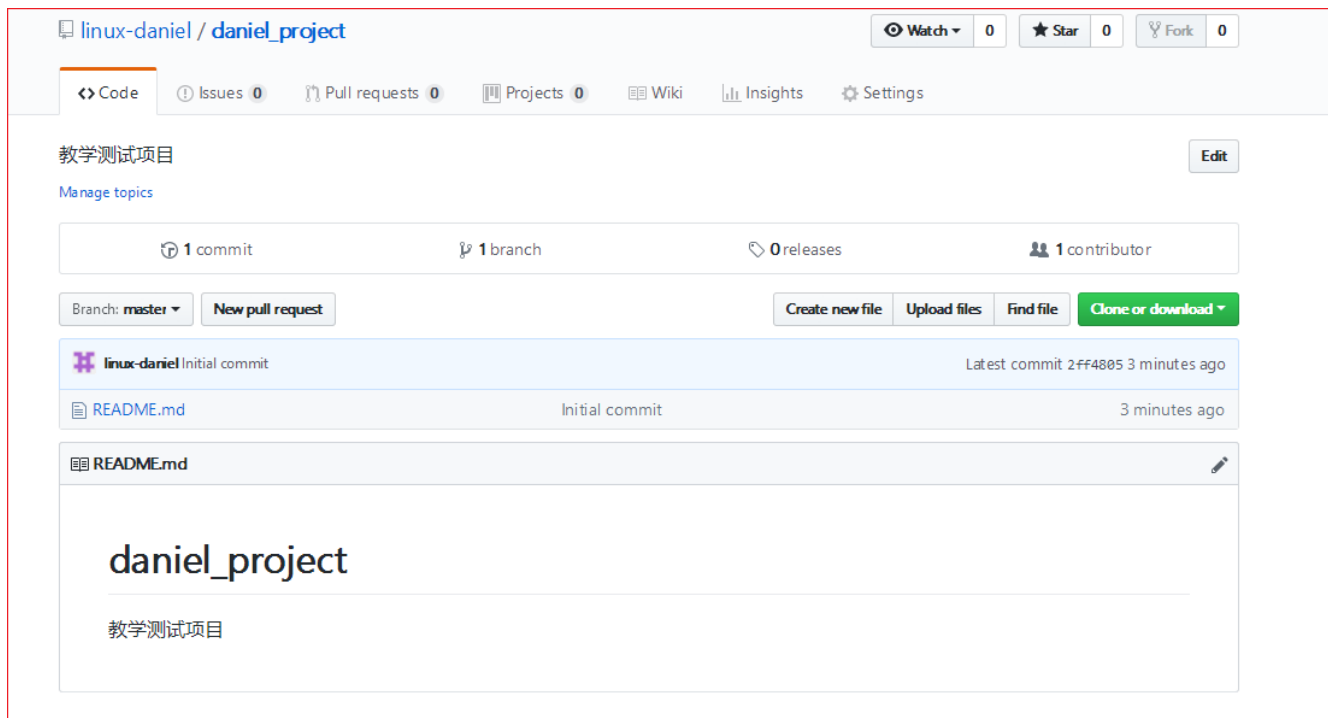 linux-daniel / daniel_project Watch 0 Star 0 Fork 0
Code Issues 0 Pull requests 0 Projects 0 Wiki Insights Settings
教学测试项目 Edit
Manage topics
1 commit 1 branch 0 releases 1 contributor
Branch: master New pull request Create new file Upload files Find file Clone or download
linux-daniel Initial commit Latest commit 2ff4805 3 minutes ago
README.md Initial commit 3 minutes ago
README.md
daniel_project
教学测试项目